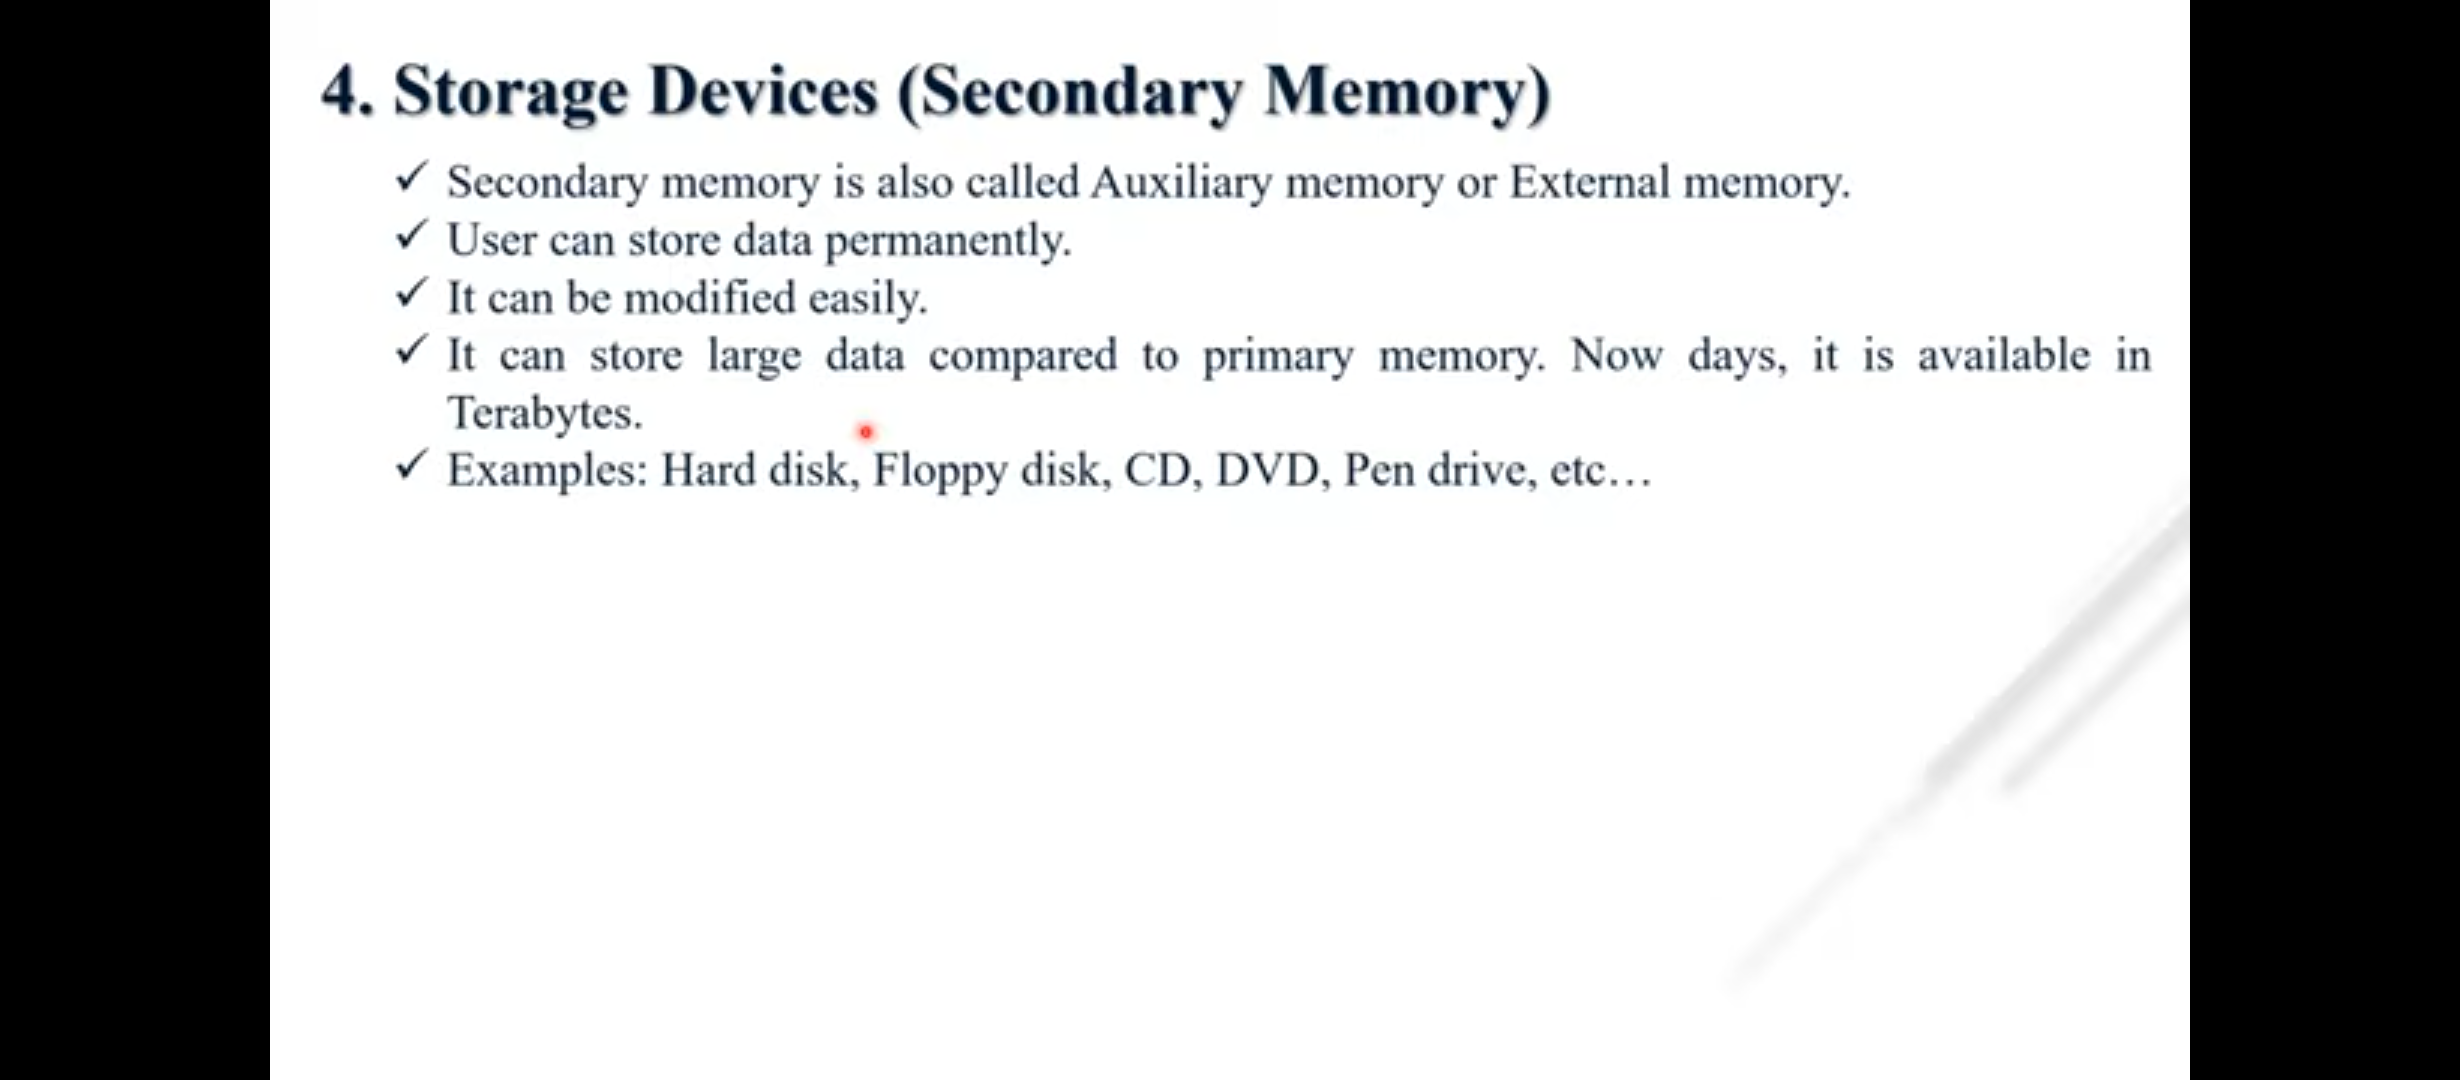 4. Storage Devices (Secondary Memory)
✓ Secondary memory is also called Auxiliary memory or External memory.
✓ User can store data permanently.
✓ It can be modified easily.
✓ It can store large data compared to primary memory. Now days, it is available in
Terabytes.
✓ Examples: Hard disk, Floppy disk, CD, DVD, Pen drive, etc…